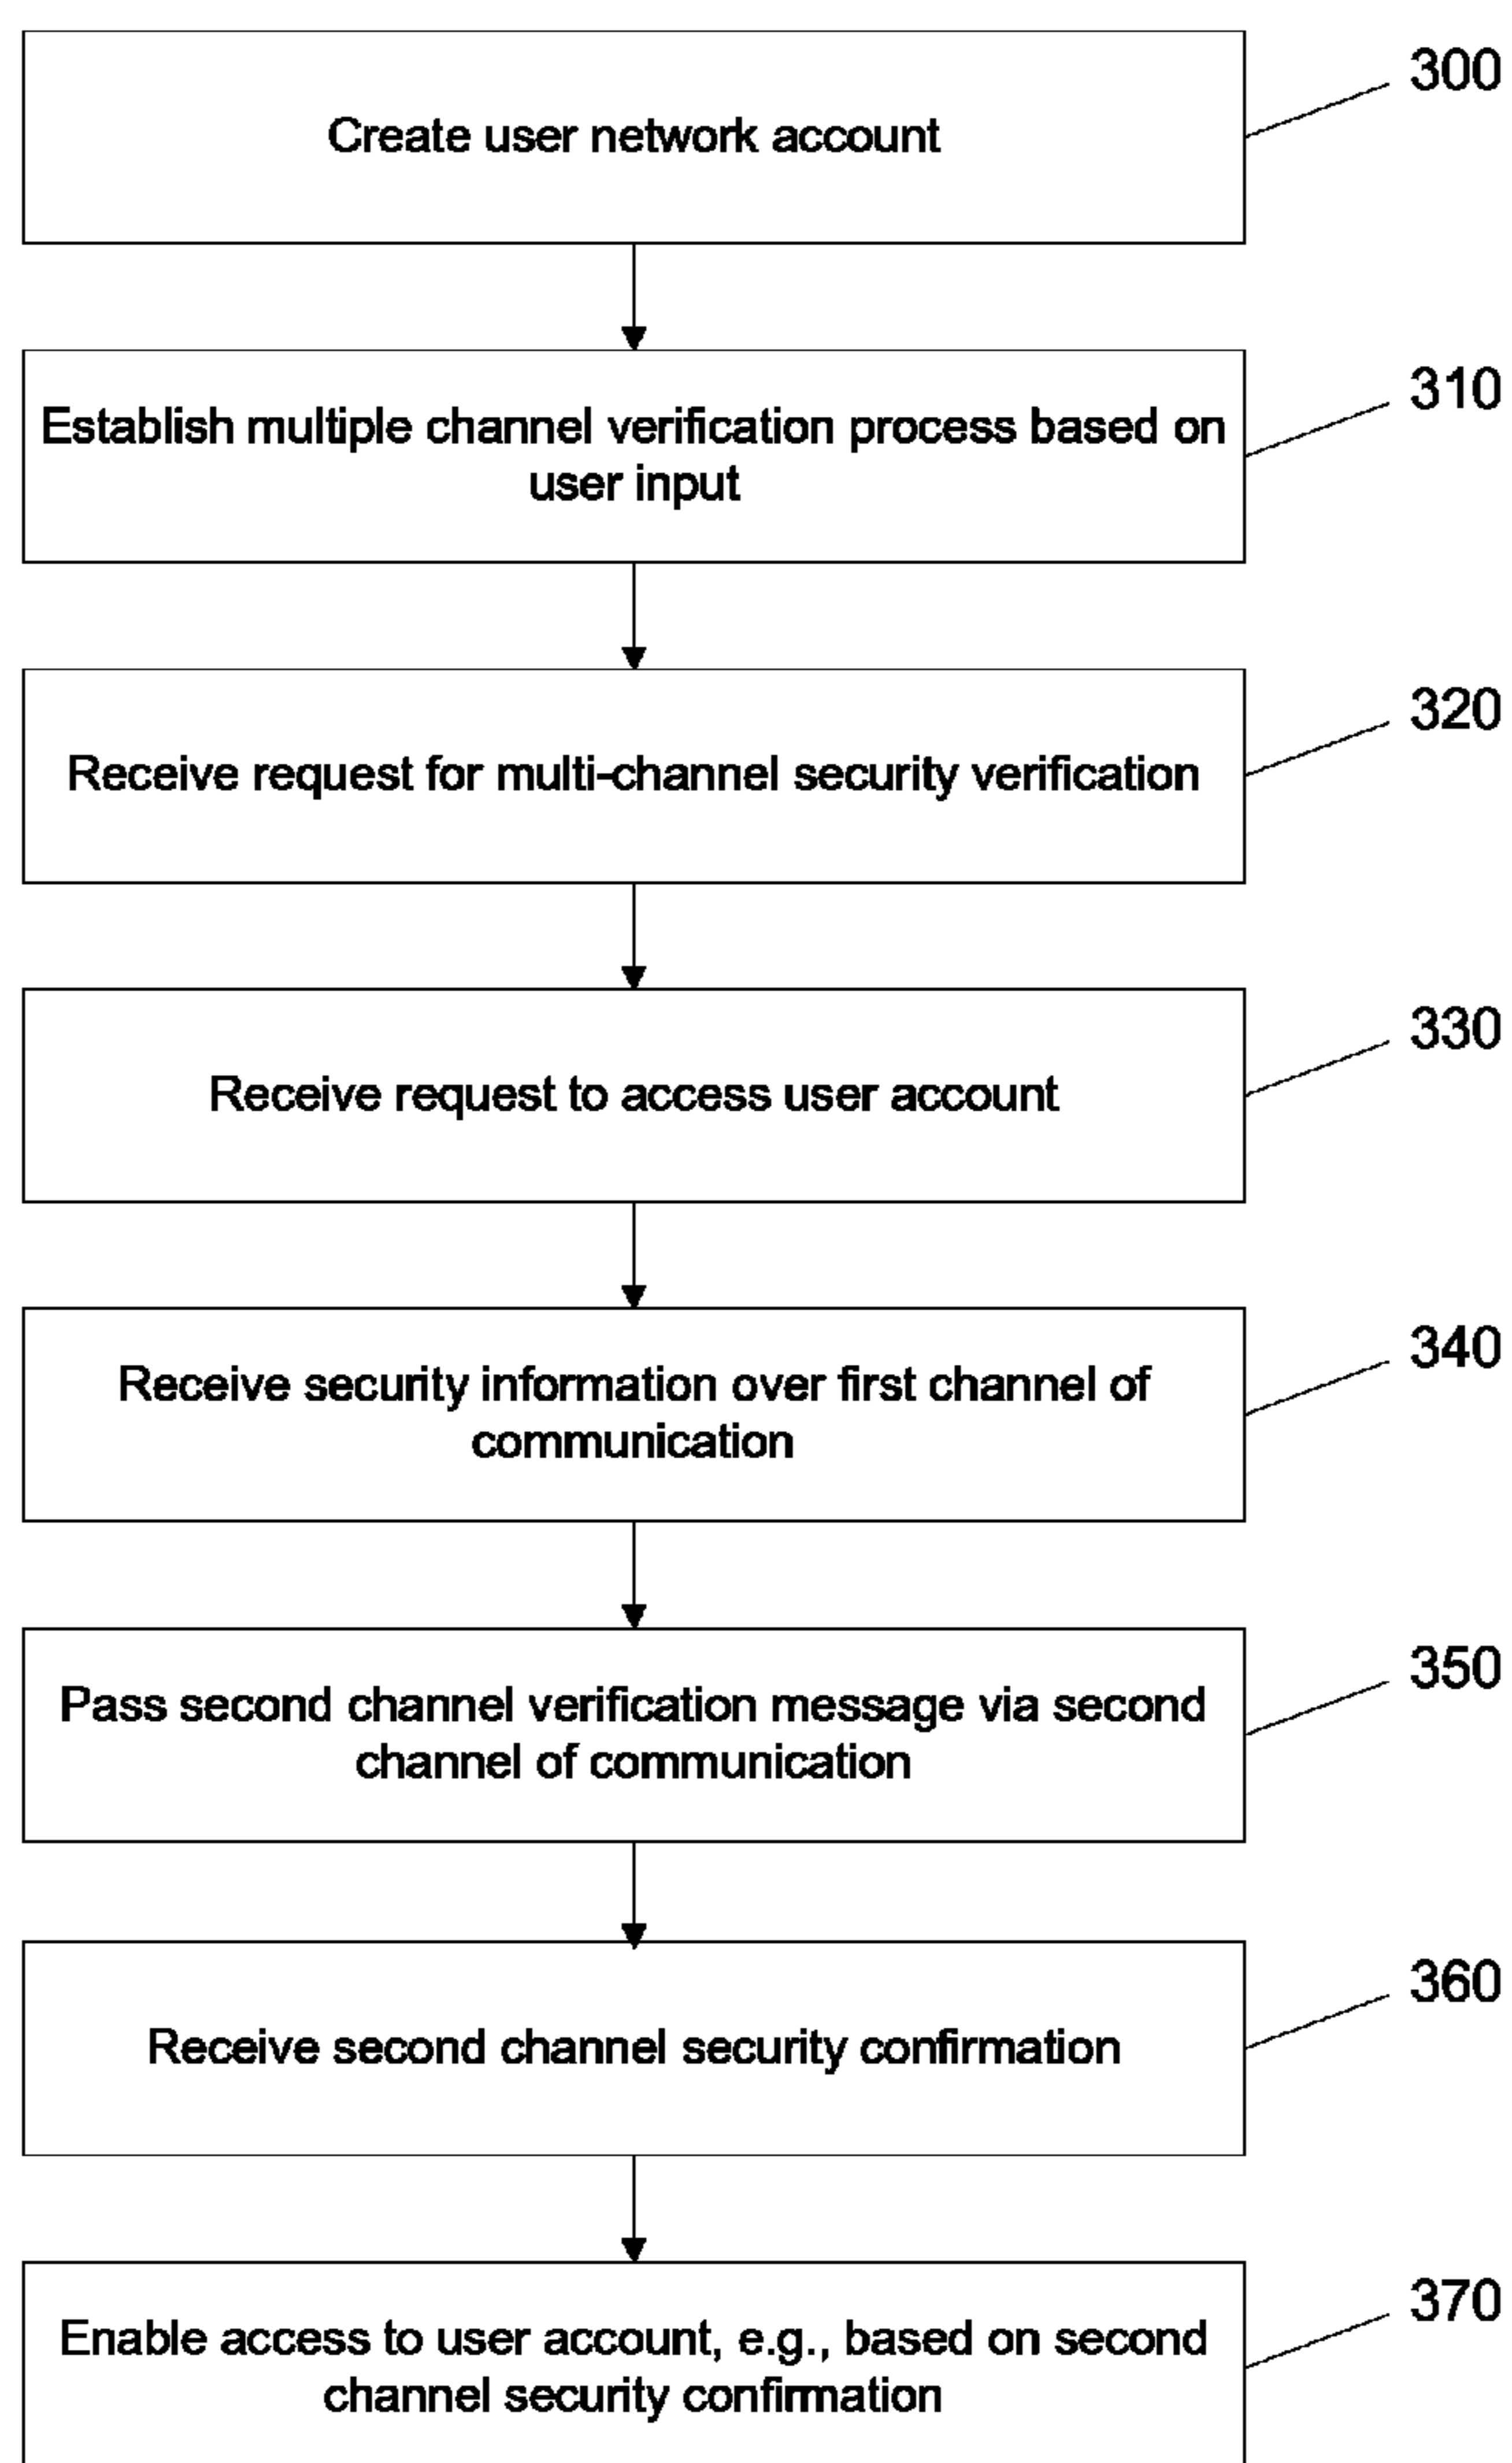 300
Create user network account
310
Establish multiple channel verification process based on
user input
320
Receive request for multi-channel security verification
330
Receive request to access user account
340
Receive security information over first channel of
communication
350
Pass second channel verification message via second
channel of communication
360
Receive second channel security confirmation
370
Enable access to user account, e.g., based on second
channel security confirmation